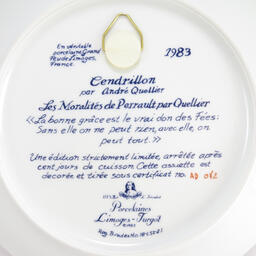 En véritable
porcelaine Grand
Feu de Limoges,
France.
1983
Cendrillon
par André Quellier
Les Moralités de Perrault par Quellier
«La bonne grâce est le vrai don des Fées:
Sans elle on ne peut rien, avec elle, on
peut tout.»
Une édition strictement limitée, arrêtée après
cent jours de cuisson. Cette assiette est
décorée et tirée sous certificat no. AD 012
Porcelaines
Limoges-Turgot